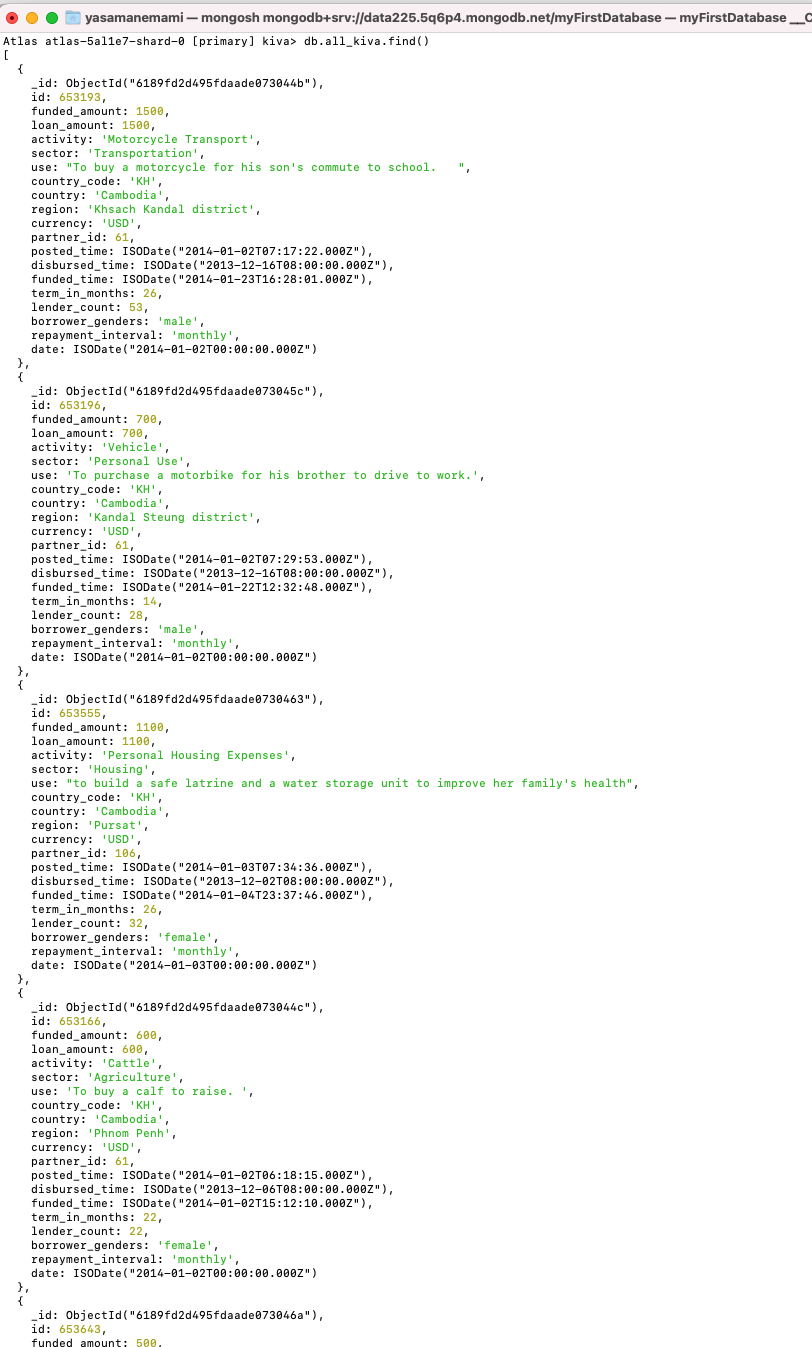 yasamanemami — mongosh mongodb+srv://data225.5q6p4.mongodb.net/myFirstDatabase — myFirstDatabase __C
Atlas atlas-5al1e7-shard-0 [primary] kiva> db.all_kiva.find()
[
  {
    _id: ObjectId("6189fd2d495fdaade073044b"),
    id: 653193,
    funded_amount: 1500,
    loan_amount: 1500,
    activity: 'Motorcycle Transport',
    sector: 'Transportation',
    use: "To buy a motorcycle for his son's commute to school.   ",
    country_code: 'KH',
    country: 'Cambodia',
    region: 'Khsach Kandal district',
    currency: 'USD',
    partner_id: 61,
    posted_time: ISODate("2014-01-02T07:17:22.000Z"),
    disbursed_time: ISODate("2013-12-16T08:00:00.000Z"),
    funded_time: ISODate("2014-01-23T16:28:01.000Z"),
    term_in_months: 26,
    lender_count: 53,
    borrower_genders: 'male',
    repayment_interval: 'monthly',
    date: ISODate("2014-01-02T00:00:00.000Z")
  },
  {
    _id: ObjectId("6189fd2d495fdaade073045c"),
    id: 653196,
    funded_amount: 700,
    loan_amount: 700,
    activity: 'Vehicle',
    sector: 'Personal Use',
    use: 'To purchase a motorbike for his brother to drive to work.',
    country_code: 'KH',
    country: 'Cambodia',
    region: 'Kandal Steung district',
    currency: 'USD',
    partner_id: 61,
    posted_time: ISODate("2014-01-02T07:29:53.000Z"),
    disbursed_time: ISODate("2013-12-16T08:00:00.000Z"),
    funded_time: ISODate("2014-01-22T12:32:48.000Z"),
    term_in_months: 14,
    lender_count: 28,
    borrower_genders: 'male',
    repayment_interval: 'monthly',
    date: ISODate("2014-01-02T00:00:00.000Z")
  },
  {
    _id: ObjectId("6189fd2d495fdaade0730463"),
    id: 653555,
    funded_amount: 1100,
    loan_amount: 1100,
    activity: 'Personal Housing Expenses',
    sector: 'Housing',
    use: "to build a safe latrine and a water storage unit to improve her family's health",
    country_code: 'KH',
    country: 'Cambodia',
    region: 'Pursat',
    currency: 'USD',
    partner_id: 106,
    posted_time: ISODate("2014-01-03T07:34:36.000Z"),
    disbursed_time: ISODate("2013-12-02T08:00:00.000Z"),
    funded_time: ISODate("2014-01-04T23:37:46.000Z"),
    term_in_months: 26,
    lender_count: 32,
    borrower_genders: 'female',
    repayment_interval: 'monthly',
    date: ISODate("2014-01-03T00:00:00.000Z")
  },
  {
    _id: ObjectId("6189fd2d495fdaade073044c"),
    id: 653166,
    funded_amount: 600,
    loan_amount: 600,
    activity: 'Cattle',
    sector: 'Agriculture',
    use: 'To buy a calf to raise. ',
    country_code: 'KH',
    country: 'Cambodia',
    region: 'Phnom Penh',
    currency: 'USD',
    partner_id: 61,
    posted_time: ISODate("2014-01-02T06:18:15.000Z"),
    disbursed_time: ISODate("2013-12-06T08:00:00.000Z"),
    funded_time: ISODate("2014-01-02T15:12:10.000Z"),
    term_in_months: 22,
    lender_count: 22,
    borrower_genders: 'female',
    repayment_interval: 'monthly',
    date: ISODate("2014-01-02T00:00:00.000Z")
  },
  {
    _id: ObjectId("6189fd2d495fdaade073046a"),
    id: 653643,
    funded_amount: 500,